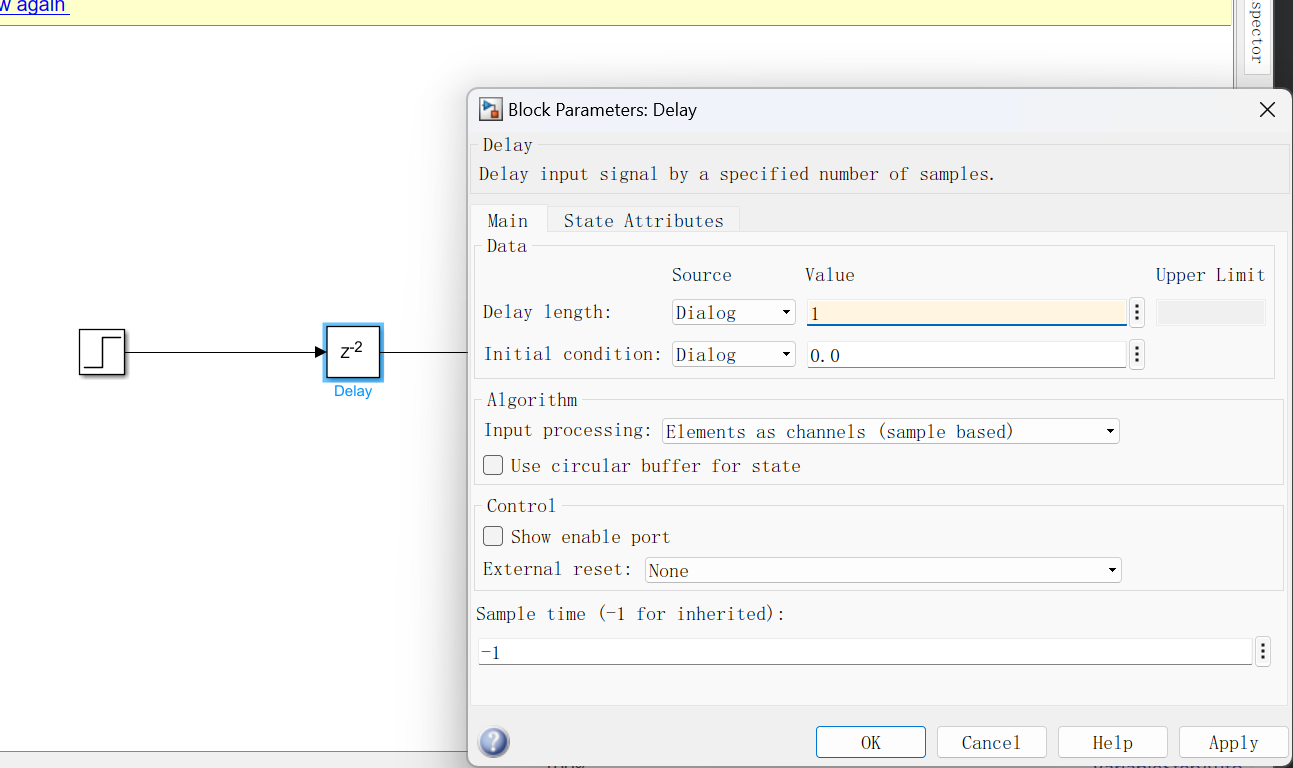 w again
spector
Block Parameters: Delay
Delay
Delay input signal by a specified number of samples.
Main State Attributes
Data
Source Value Upper Limit
Delay length: Dialog 1
Initial condition: Dialog 0.0
Z-2
Delay
Algorithm
Input processing: Elements as channels (sample based)
Use circular buffer for state
Control
Show enable port
External reset: None
Sample time (-1 for inherited):
-1
OK Cancel Help Apply